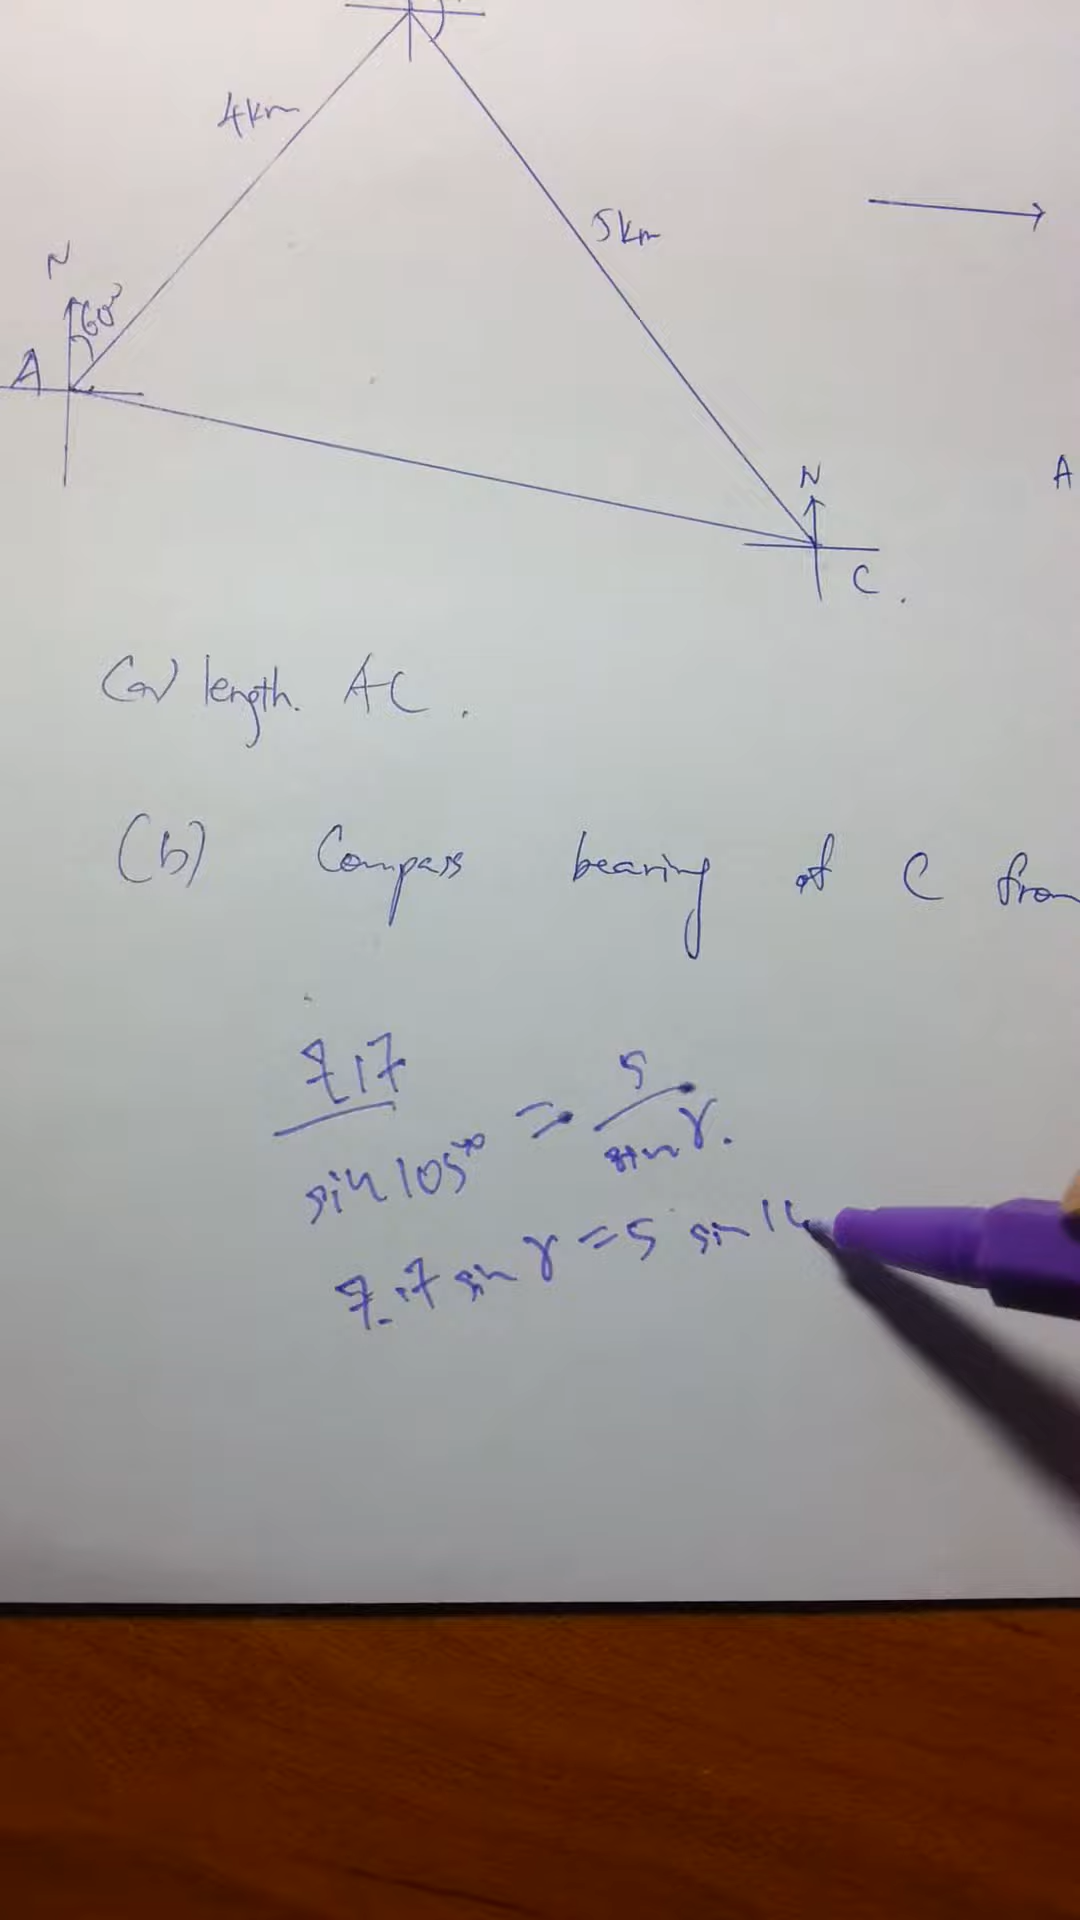 4km
5km
N
60°
A
N
A
C.
(a) length. AC.
(b) Compass bearing of C from
7.17
sin 105° = 5
sin γ.
7.17 sin γ = 5 sin 1